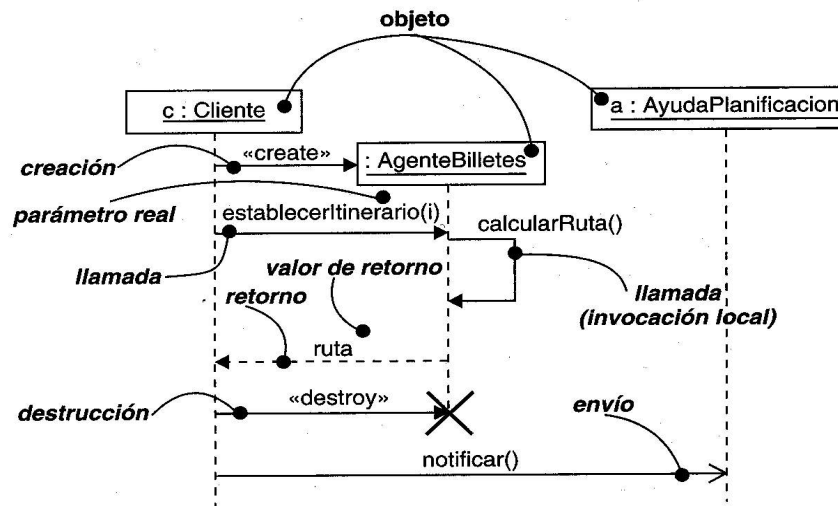 objeto
c : Cliente
a : AyudaPlanificacion
creación
«create»
: AgenteBilletes
parámetro real
establecerItinerario(i)
calcularRuta()
llamada
valor de retorno
retorno
llamada
(invocación local)
ruta
destrucción
«destroy»
envío
notificar()